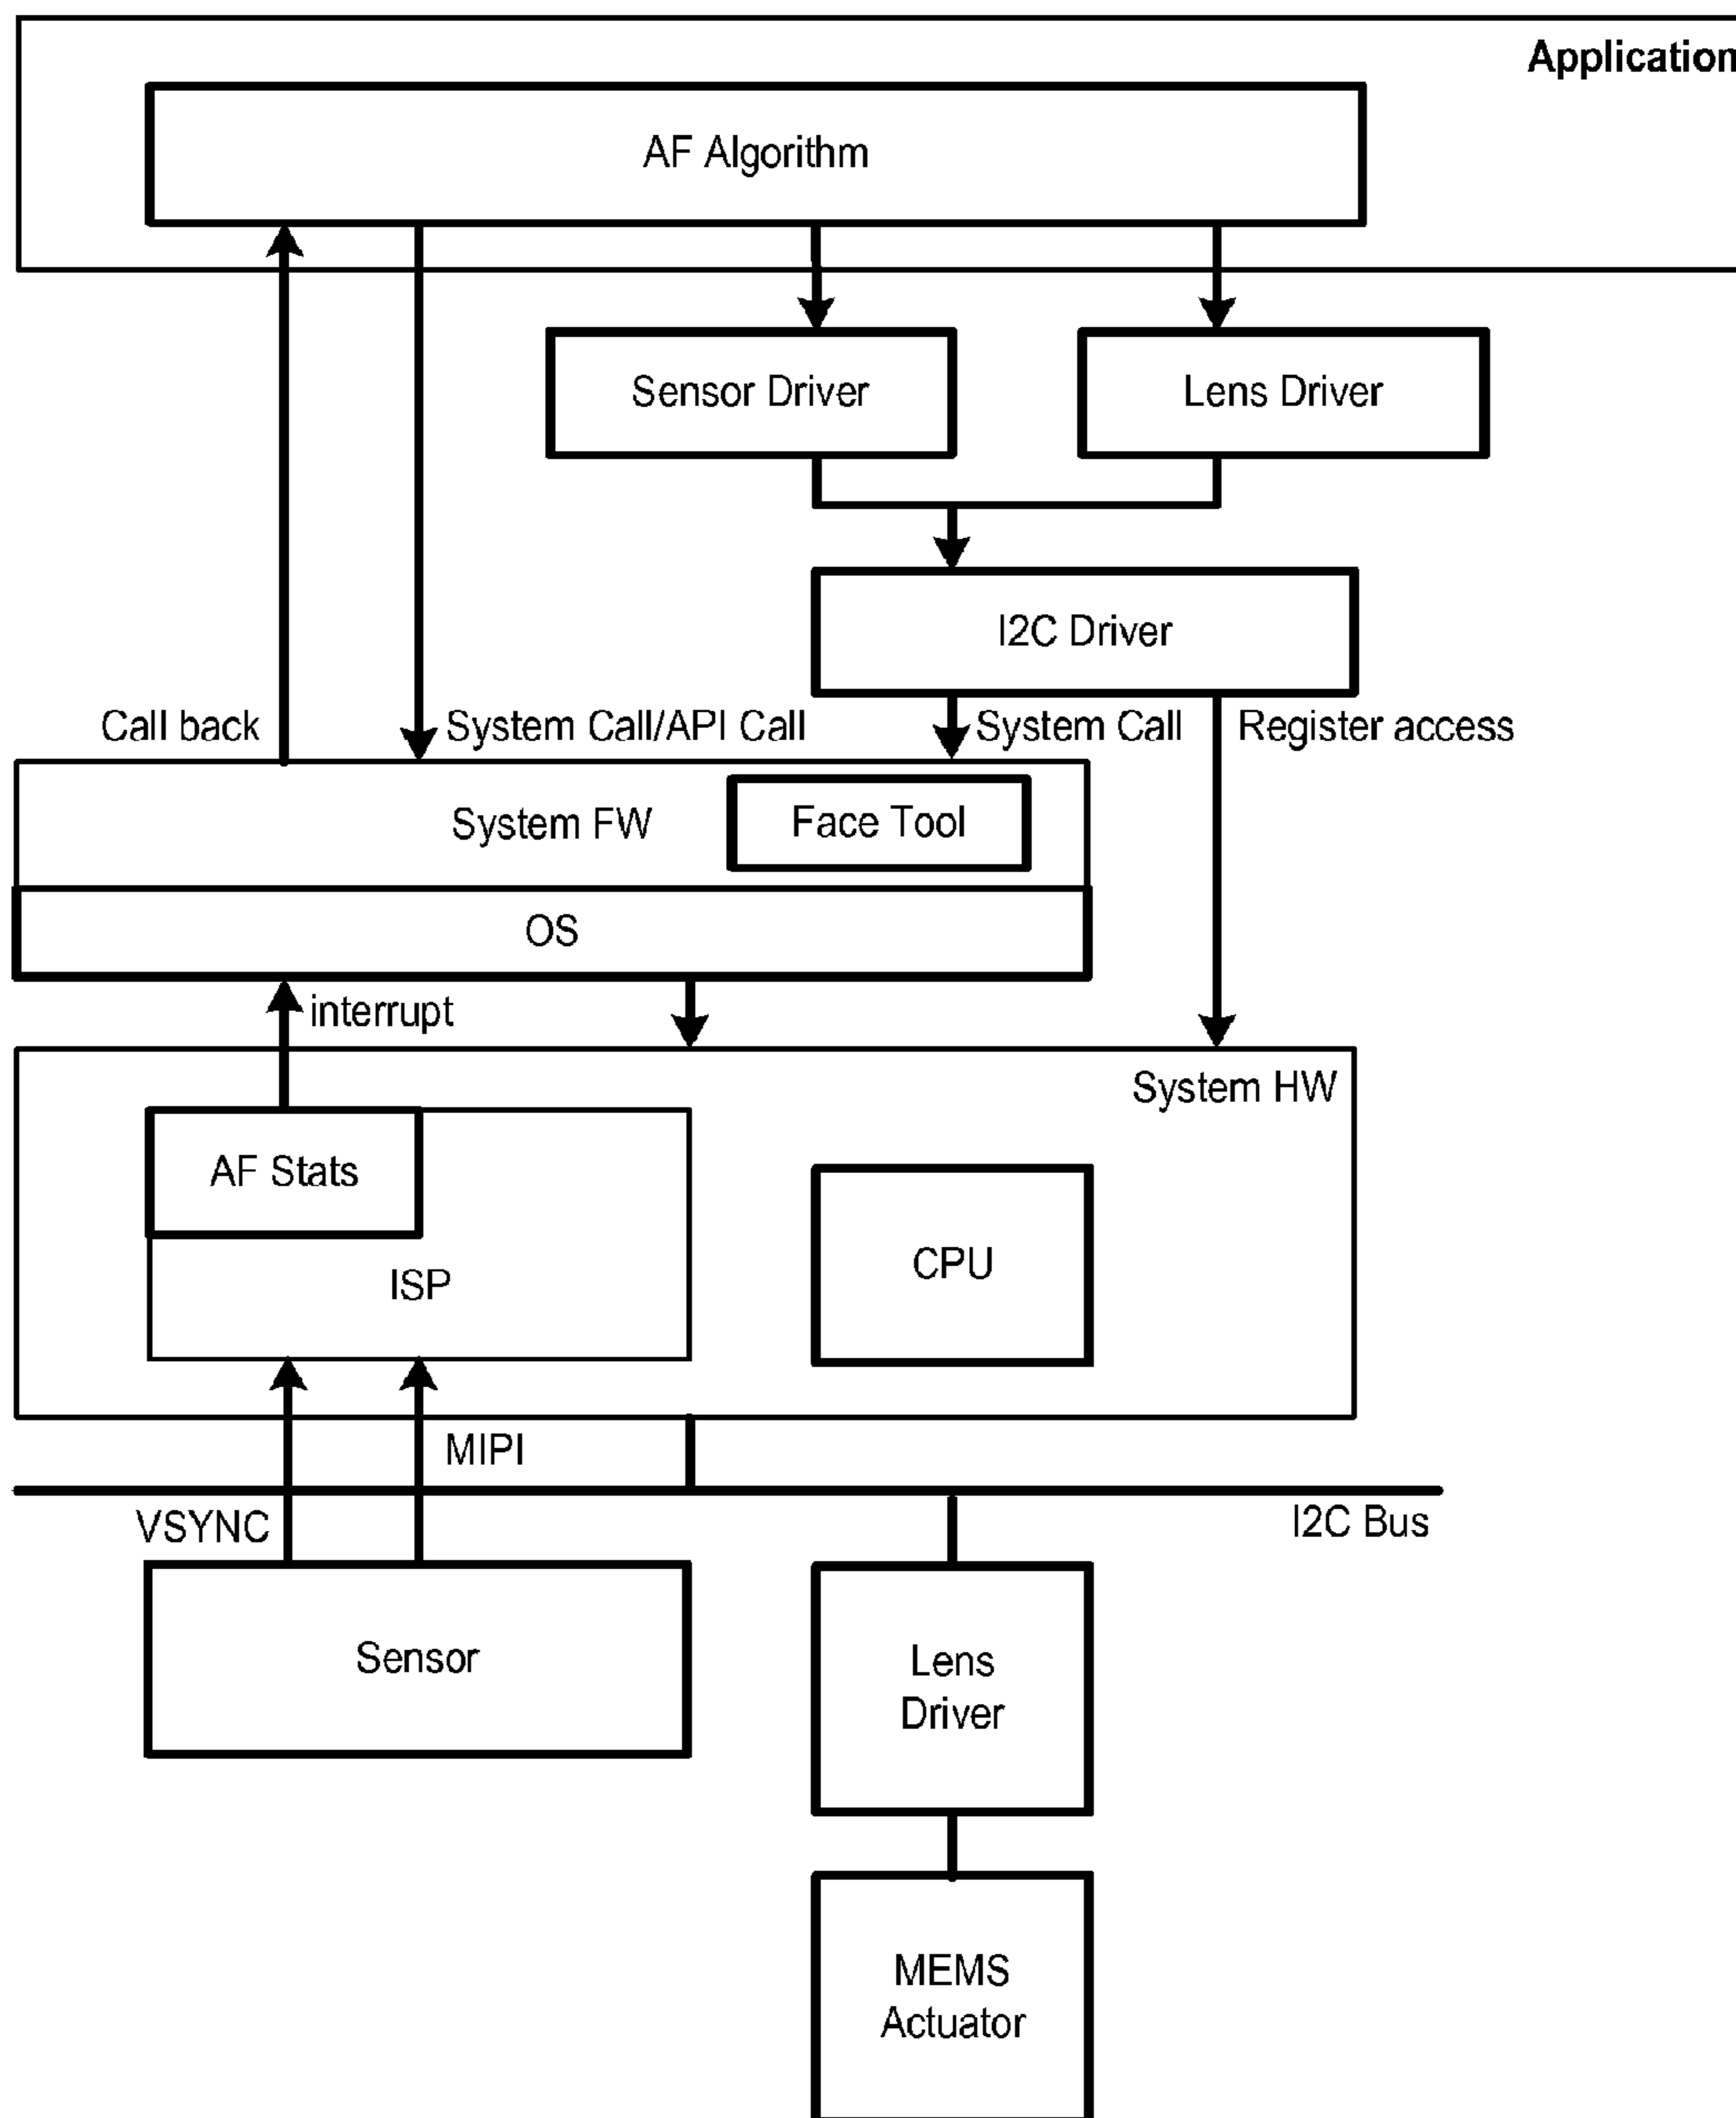 Application
AF Algorithm
Sensor Driver
Lens Driver
I2C Driver
Call back
System Call/API Call
System Call
Register access
System FW
Face Tool
OS
interrupt
System HW
AF Stats
ISP
CPU
MIPI
VSYNC
I2C Bus
Sensor
Lens
Driver
MEMS
Actuator